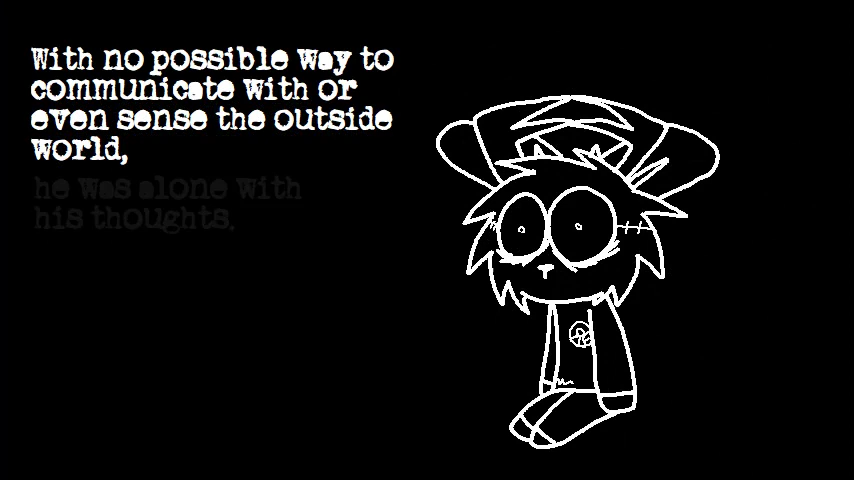 With no possible way to
communicate with or
even sense the outside
world,
he was alone with
his thoughts.